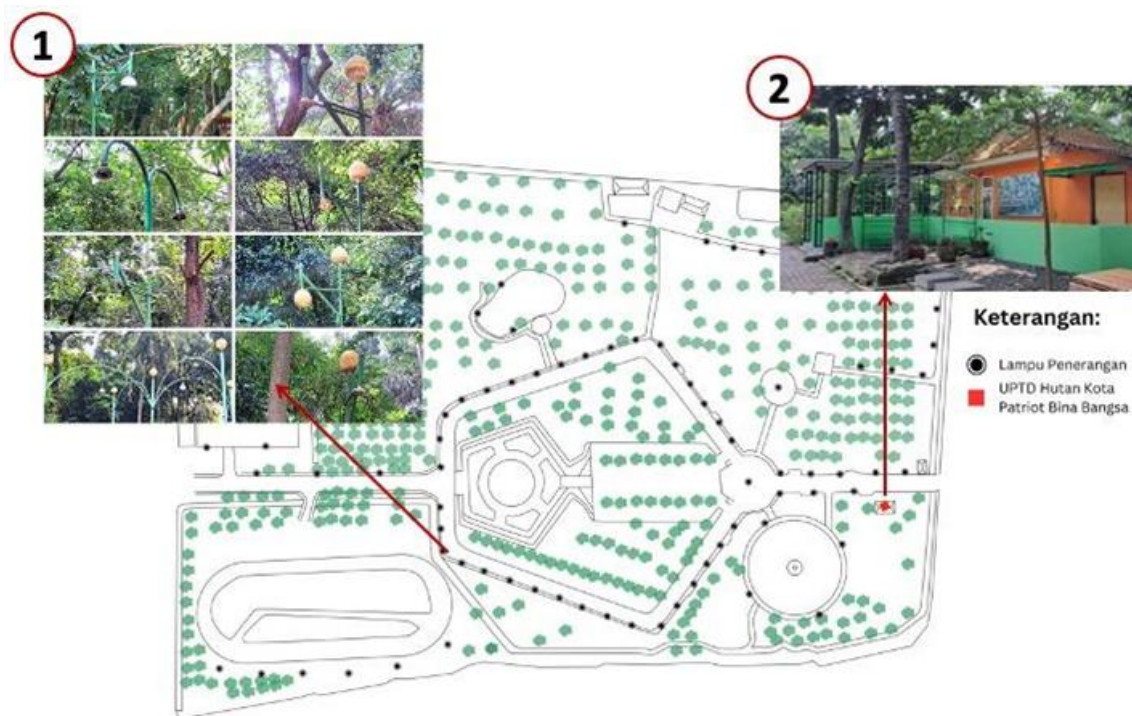 1
2
Keterangan:
Lampu Penerangan
UPTD Hutan Kota
Patriot Bina Bangsa